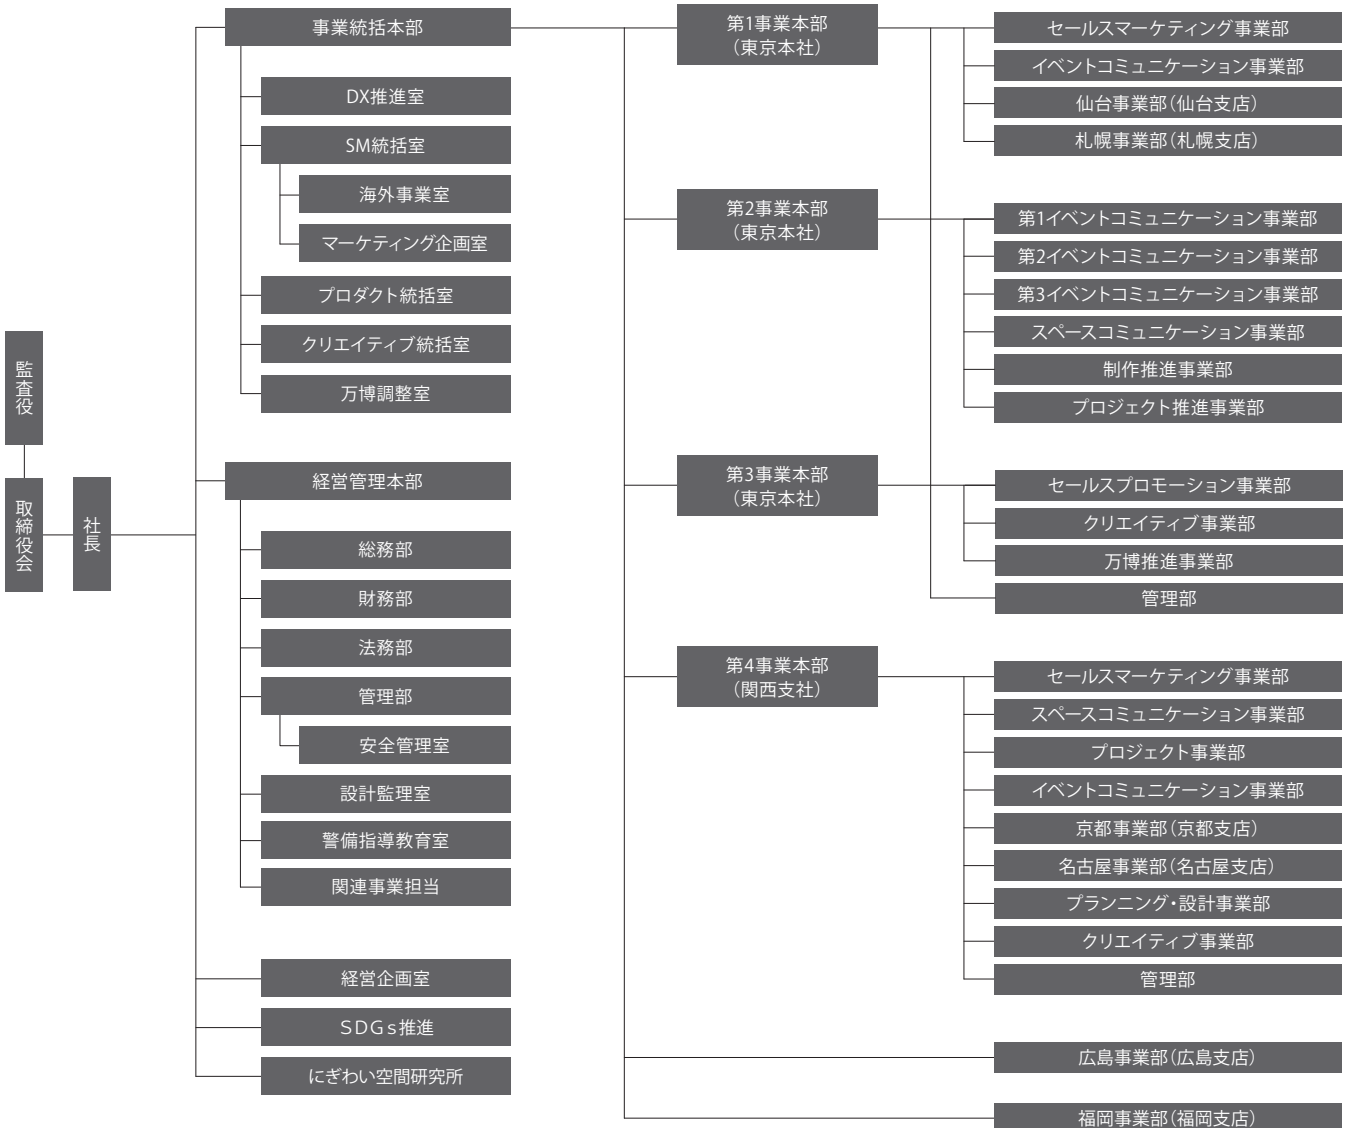 監査役
取締役会
社長
事業統括本部
DX推進室
SM統括室
海外事業室
マーケティング企画室
プロダクト統括室
クリエイティブ統括室
万博調整室
経営管理本部
総務部
財務部
法務部
管理部
安全管理室
設計監理室
警備指導教育室
関連事業担当
経営企画室
SDGs推進
にぎわい空間研究所
第1事業本部
(東京本社)
セールスマーケティング事業部
イベントコミュニケーション事業部
仙台事業部(仙台支店)
札幌事業部(札幌支店)
第2事業本部
(東京本社)
第1イベントコミュニケーション事業部
第2イベントコミュニケーション事業部
第3イベントコミュニケーション事業部
スペースコミュニケーション事業部
制作推進事業部
プロジェクト推進事業部
第3事業本部
(東京本社)
セールスプロモーション事業部
クリエイティブ事業部
万博推進事業部
管理部
第4事業本部
(関西支社)
セールスマーケティング事業部
スペースコミュニケーション事業部
プロジェクト事業部
イベントコミュニケーション事業部
京都事業部(京都支店)
名古屋事業部(名古屋支店)
プランニング・設計事業部
クリエイティブ事業部
管理部
広島事業部(広島支店)
福岡事業部(福岡支店)